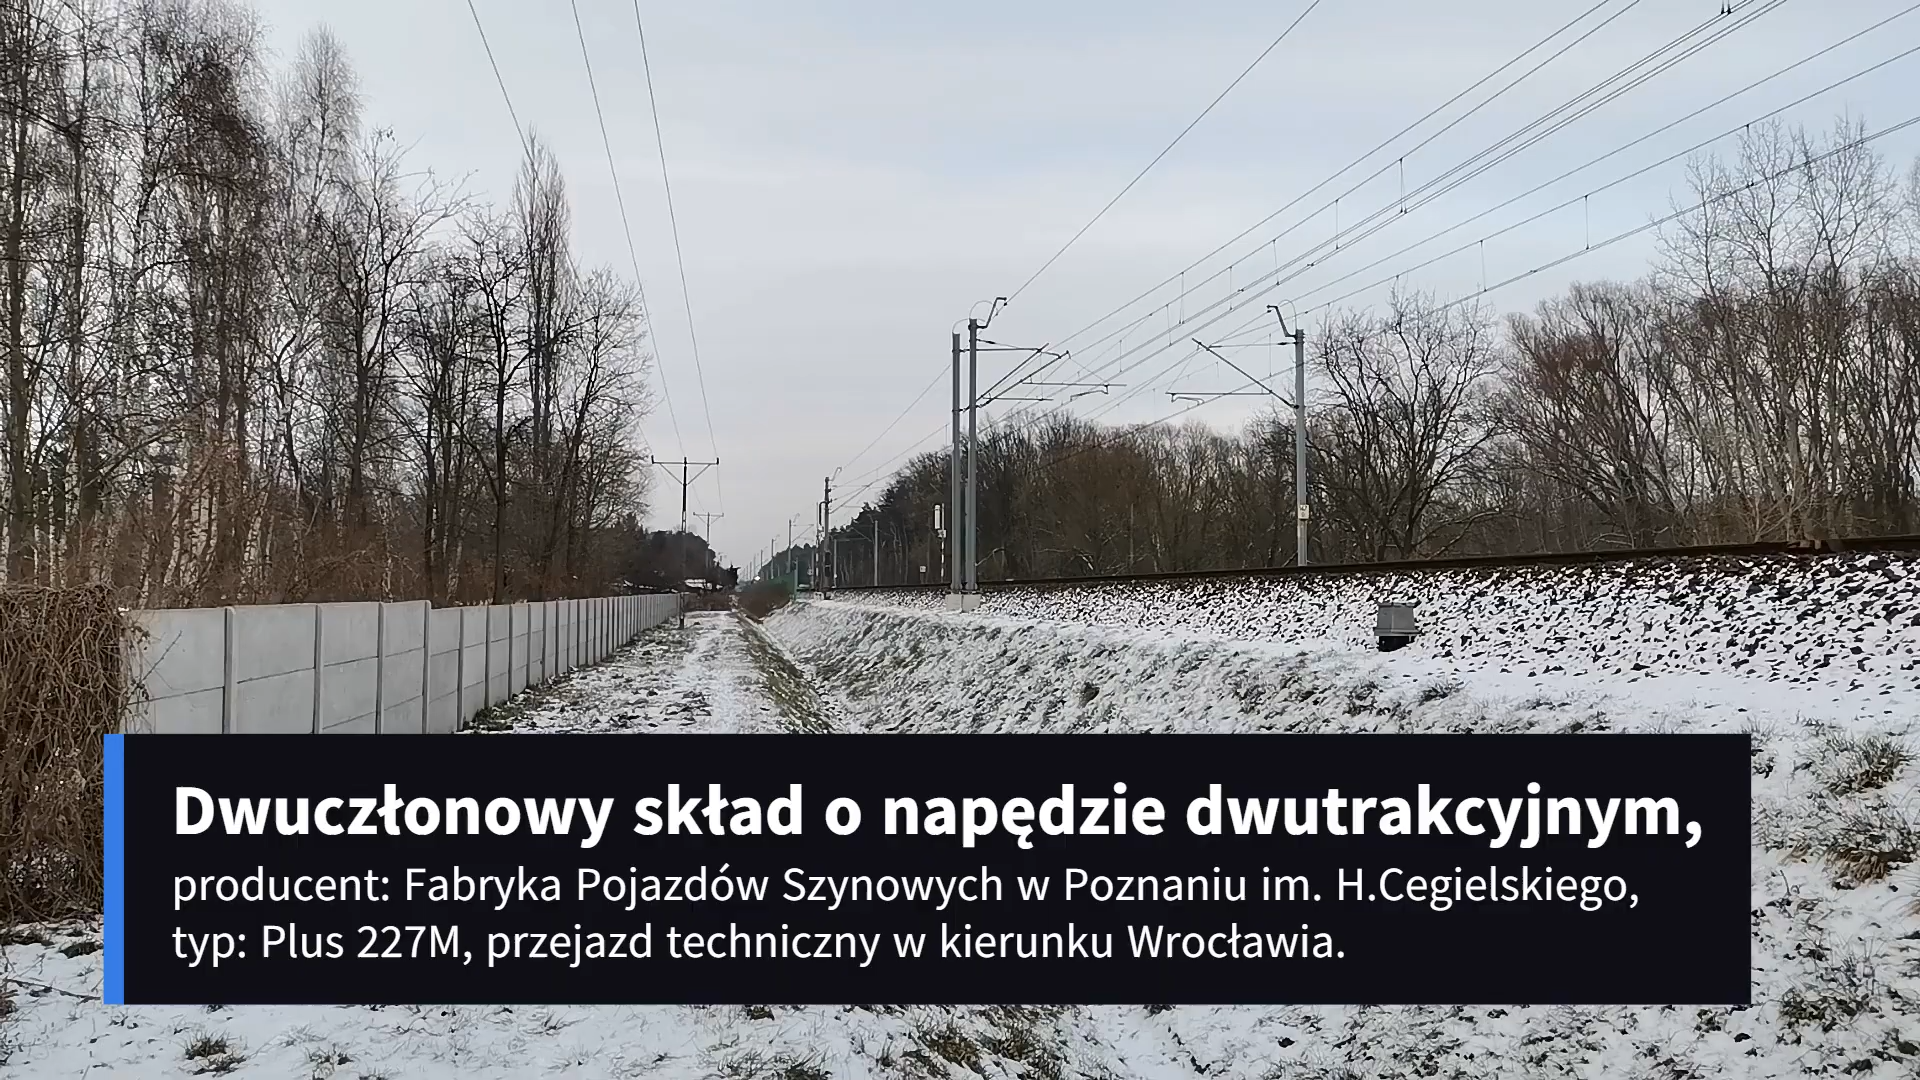 Dwuczłonowy skład o napędzie dwutrakcyjnym,
producent: Fabryka Pojazdów Szynowych w Poznaniu im. H.Cegielskiego,
typ: Plus 227M, przejazd techniczny w kierunku Wrocławia.